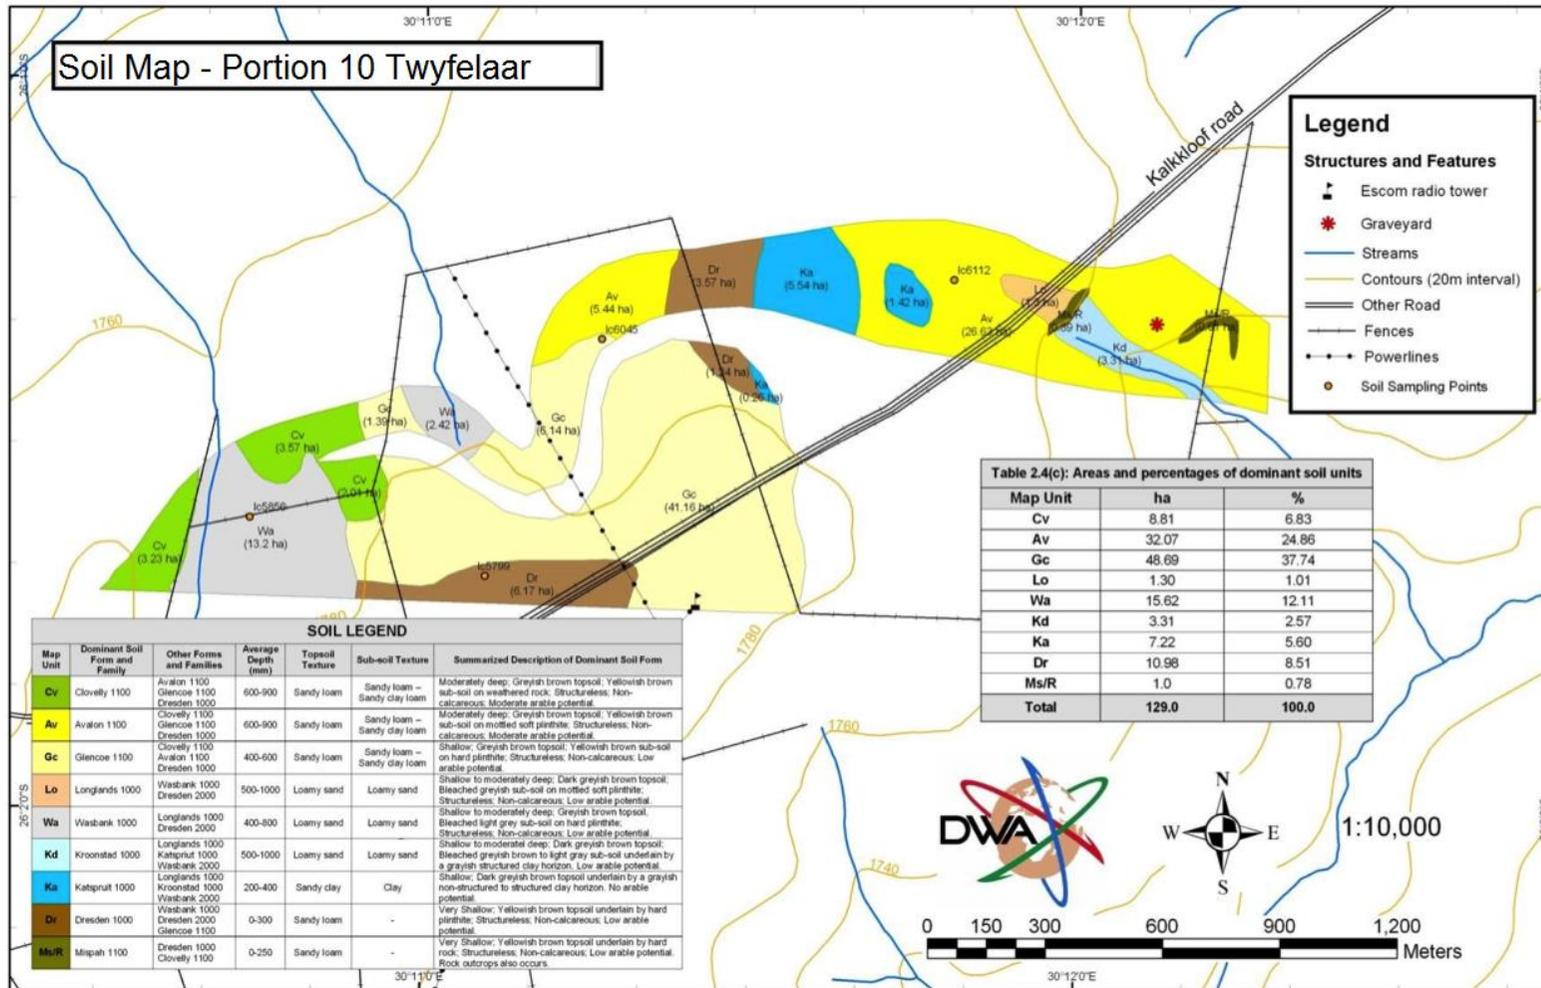 30°11'0"E
30°12'0"E
Soil Map - Portion 10 Twyfelaar
Kalkkloof road
Legend
Structures and Features
Escom radio tower
Graveyard
Streams
Contours (20m interval)
Other Road
Fences
Powerlines
Soil Sampling Points
1760
Dr
(3.57 ha)
Ka
(5.54 ha)
Ka
(1.42 ha)
Ic6112
Av
(5.44 ha)
Ic6045
Lo
Av
Ms/R
Kd
(3.31 ha)
Ms/R
Dr
(1.24 ha)
Ka
(0.26 ha)
Gc
(1.39 ha)
Wa
(2.42 ha)
Gc
(6.14 ha)
Cv
(3.57 ha)
Cv
(2.01 ha)
Gc
(41.16 ha)
Ic5856
Wa
(13.2 ha)
Cv
(3.23 ha)
Ic5799
Dr
(6.17 ha)
1780
1780
Table 2.4(c): Areas and percentages of dominant soil units
Map Unit ha %
Cv 8.81 6.83
Av 32.07 24.86
Gc 48.69 37.74
Lo 1.30 1.01
Wa 15.62 12.11
Kd 3.31 2.57
Ka 7.22 5.60
Dr 10.98 8.51
Ms/R 1.0 0.78
Total 129.0 100.0
SOIL LEGEND
Map Unit Dominant Soil Form and Family Other Forms and Families Average Depth (mm) Topsoil Texture Sub-soil Texture Summarized Description of Dominant Soil Form
Cv Clovelly 1100 Avalon 1100 Glencoe 1100 Dresden 1000 600-900 Sandy loam Sandy loam – Sandy clay loam Moderately deep; Greyish brown topsoil; Yellowish brown sub-soil on weathered rock; Structureless; Non-calcareous; Moderate arable potential.
Av Avalon 1100 Clovelly 1100 Glencoe 1100 Dresden 1000 600-900 Sandy loam Sandy loam – Sandy clay loam Moderately deep; Greyish brown topsoil; Yellowish brown sub-soil on mottled soft plinthite; Structureless; Non-calcareous; Moderate arable potential.
Gc Glencoe 1100 Clovelly 1100 Avalon 1100 Dresden 1000 400-600 Sandy loam Sandy loam – Sandy clay loam Shallow; Greyish brown topsoil; Yellowish brown sub-soil on hard plinthite; Structureless; Non-calcareous; Low arable potential.
Lo Longlands 1000 Wasbank 1000 Dresden 2000 500-1000 Loamy sand Loamy sand Shallow to moderately deep; Dark greyish brown topsoil; Bleached greyish sub-soil on mottled soft plinthite; Structureless; Non-calcareous; Low arable potential.
Wa Wasbank 1000 Longlands 1000 Dresden 2000 400-800 Loamy sand Loamy sand Shallow to moderately deep; Greyish brown topsoil, Bleached light grey sub-soil on hard plinthite; Structureless; Non-calcareous; Low arable potential.
Kd Kroonstad 1000 Longlands 1000 Katspriut 1000 Wasbank 2000 500-1000 Loamy sand Loamy sand Shallow to moderatel deep; Dark greyish brown topsoil; Bleached greyish brown to light gray sub-soil underlain by a grayish structured clay horizon. Low arable potential.
Ka Katspruit 1000 Longlands 1000 Kroonstad 1000 Wasbank 2000 200-400 Sandy clay Clay Shallow; Dark greyish brown topsoil underlain by a grayish non-structured to structured clay horizon. No arable potential.
Dr Dresden 1000 Wasbank 1000 Dresden 2000 Glencoe 1100 0-300 Sandy loam - Very Shallow; Yellowish brown topsoil underlain by hard plinthite; Structureless; Non-calcareous; Low arable potential.
Ms/R Mispah 1100 Dresden 1000 Clovelly 1100 0-250 Sandy loam - Very Shallow; Yellowish brown topsoil underlain by hard rock; Structureless; Non-calcareous; Low arable potential. Rock outcrops also occurs.
1760
1740
DWA
N
W E
S
1:10,000
0 150 300 600 900 1,200
Meters
26°2'0"S
30°11'0"E
30°12'0"E